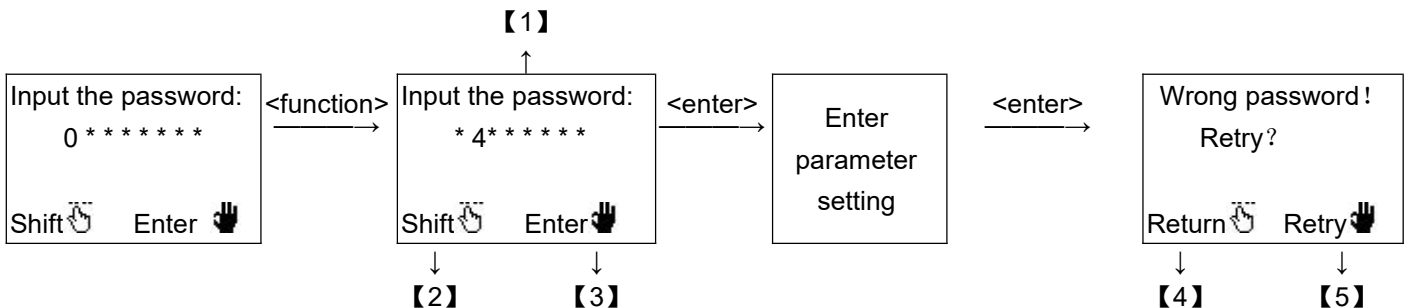 【1】
↑
Input the password:
0 * * * * * * *
Shift Enter
<function>
→
Input the password:
* 4* * * * * *
Shift Enter
↓ ↓
【2】 【3】
<enter>
→
Enter
parameter
setting
<enter>
→
Wrong password！
Retry？
Return Retry
↓ ↓
【4】 【5】